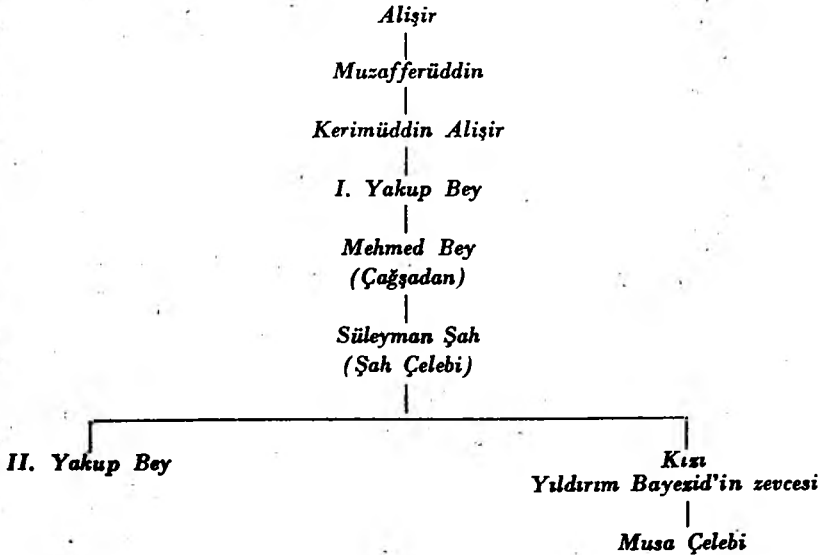 Alişir
Muzafferüddin
Kerimüddin Alişir
I. Yakup Bey
Mehmed Bey
(Çağşadan)
Süleyman Şah
(Şah Çelebi)
II. Yakup Bey
Kızı
Yıldırım Bayezid'in zevcesi
Musa Çelebi